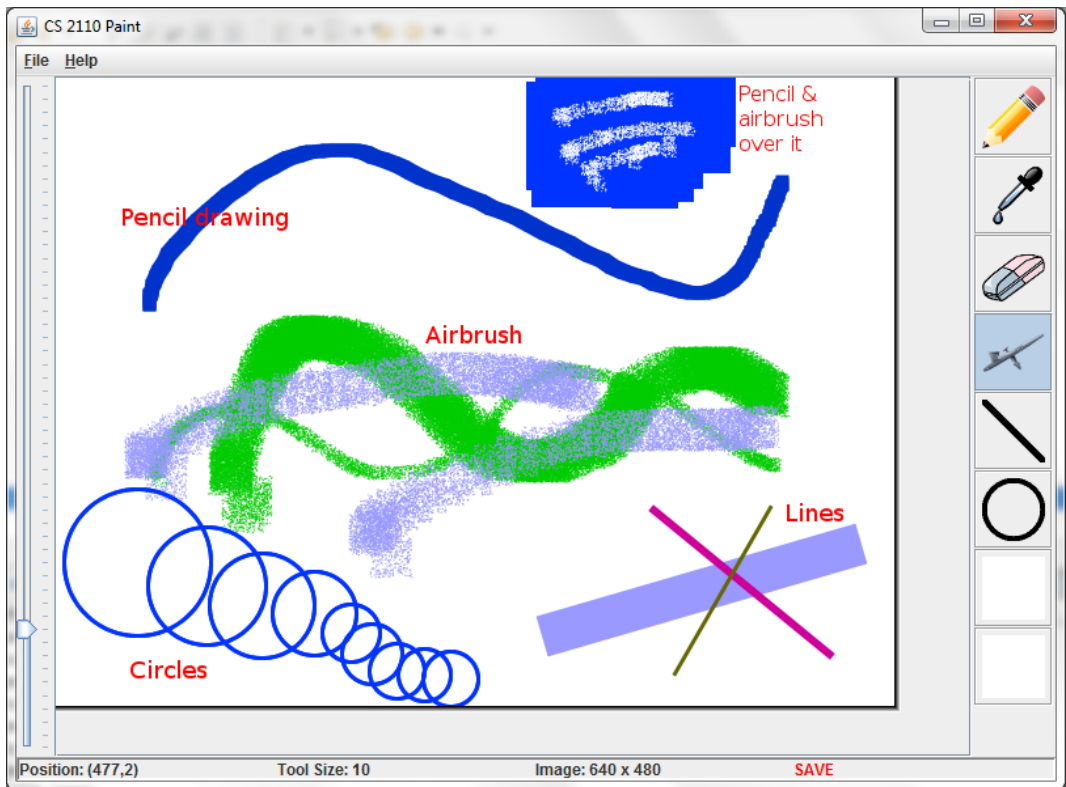 CS 2110 Paint
File Help
Pencil &
airbrush
over it
Pencil drawing
Airbrush
Lines
Circles
Position: (477,2) Tool Size: 10 Image: 640 x 480 SAVE